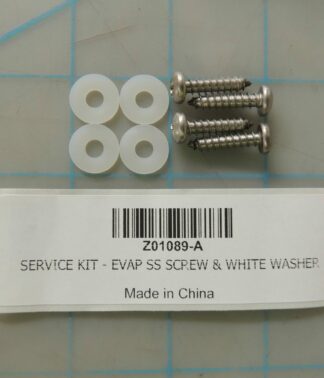 Z01089-A
SERVICE KIT - EVAP SS SCREW & WHITE WASHER
Made in China